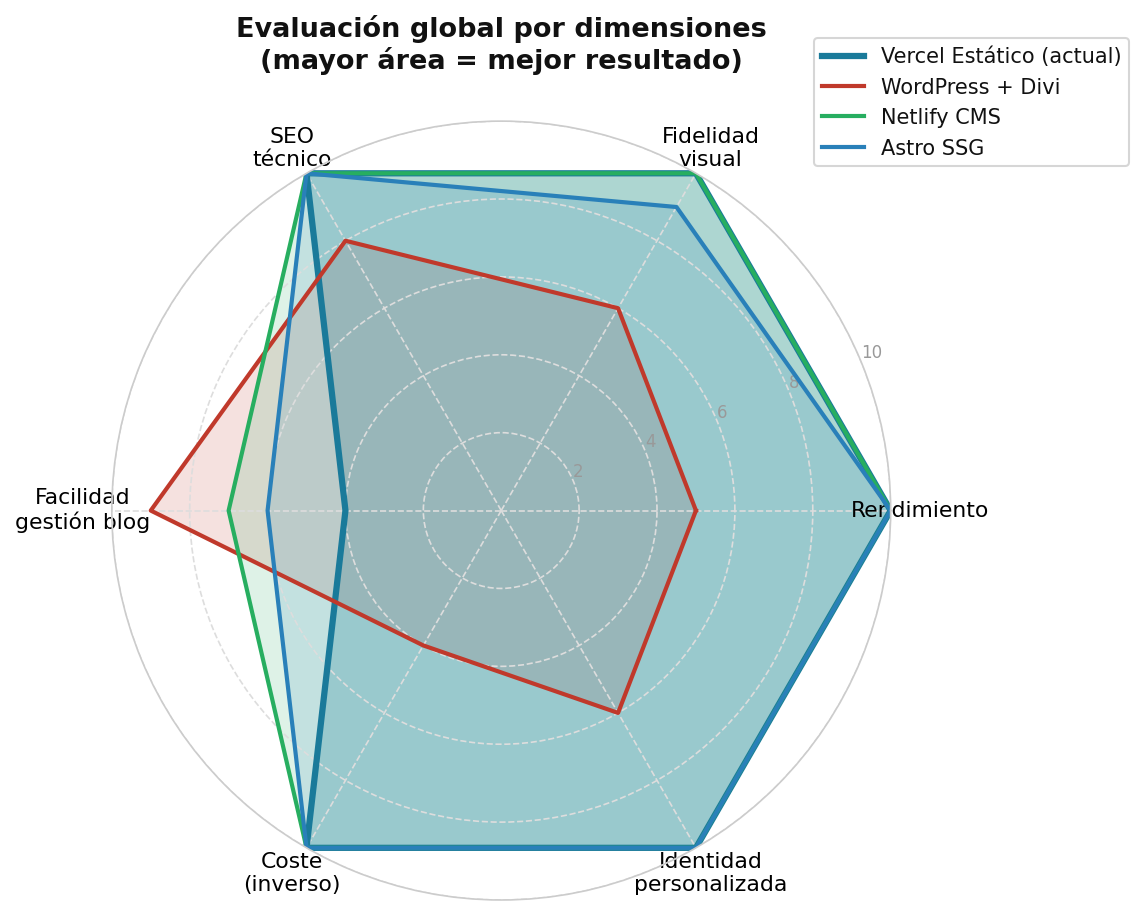 Evaluación global por dimensiones
(mayor área = mejor resultado)
Vercel Estático (actual)
WordPress + Divi
Netlify CMS
Astro SSG
SEO
técnico
Fidelidad
visual
10
8
6
4
2
Facilidad
gestión blog
Rendimiento
Coste
(inverso)
Identidad
personalizada